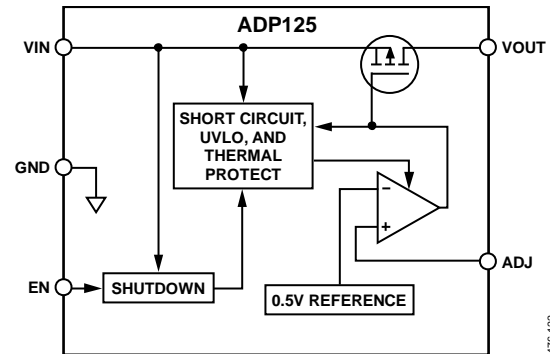 ADP125
VIN
VOUT
SHORT CIRCUIT,
UVLO, AND
THERMAL
PROTECT
GND
−
+
ADJ
EN
SHUTDOWN
0.5V REFERENCE